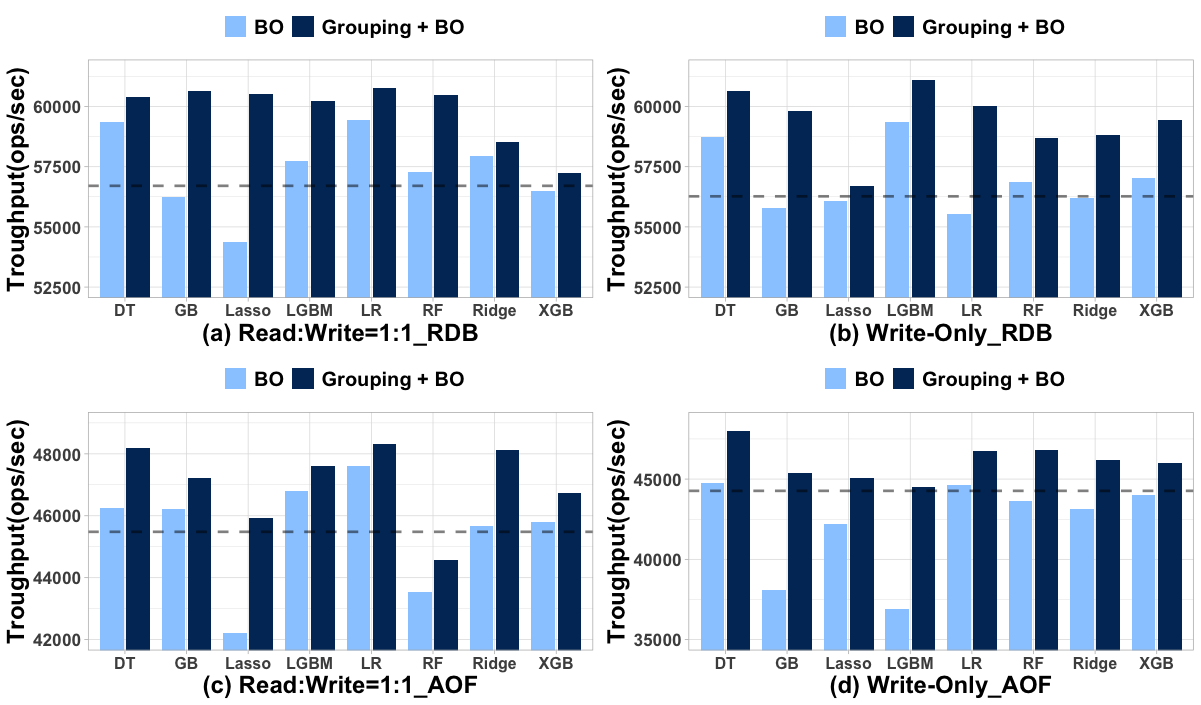 BO Grouping + BO
Troughput(ops/sec)
60000
57500
55000
52500
DT GB Lasso LGBM LR RF Ridge XGB
(a) Read:Write=1:1_RDB
BO Grouping + BO
Troughput(ops/sec)
60000
57500
55000
52500
DT GB Lasso LGBM LR RF Ridge XGB
(b) Write-Only_RDB
BO Grouping + BO
Troughput(ops/sec)
48000
46000
44000
42000
DT GB Lasso LGBM LR RF Ridge XGB
(c) Read:Write=1:1_AOF
BO Grouping + BO
Troughput(ops/sec)
45000
40000
35000
DT GB Lasso LGBM LR RF Ridge XGB
(d) Write-Only_AOF